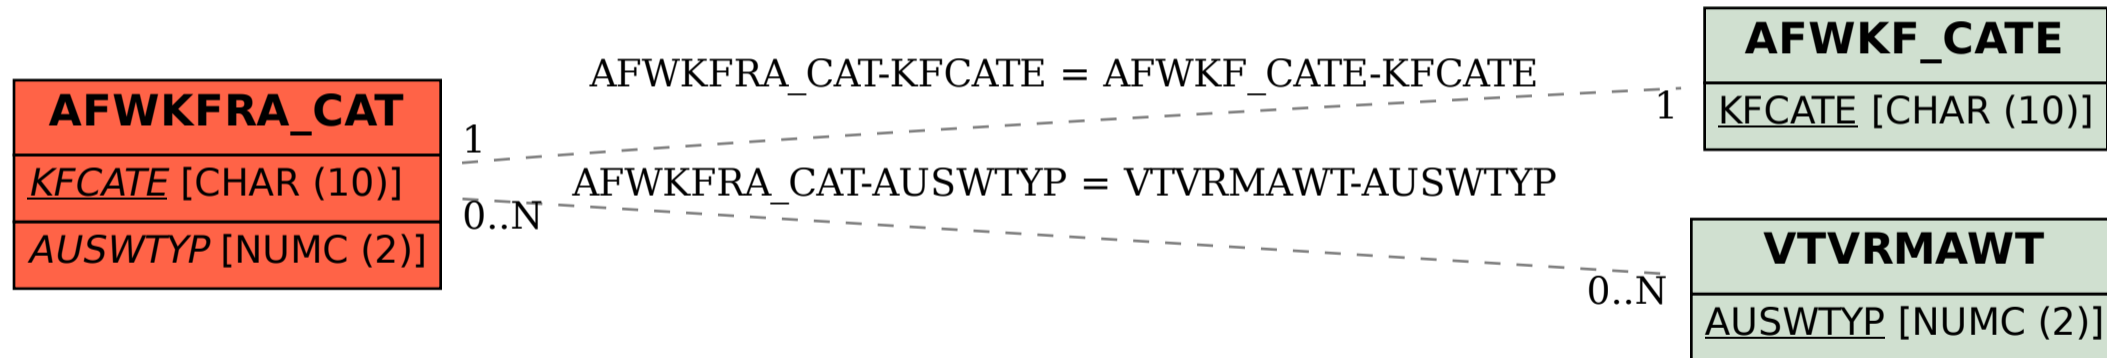 AFWKFRA_CAT
KFCATE [CHAR (10)]
AUSWTYP [NUMC (2)]
AFWKFRA_CAT-KFCATE = AFWKF_CATE-KFCATE
1
1
AFWKFRA_CAT-AUSWTYP = VTVRMAWT-AUSWTYP
0..N
0..N
AFWKF_CATE
KFCATE [CHAR (10)]
VTVRMAWT
AUSWTYP [NUMC (2)]